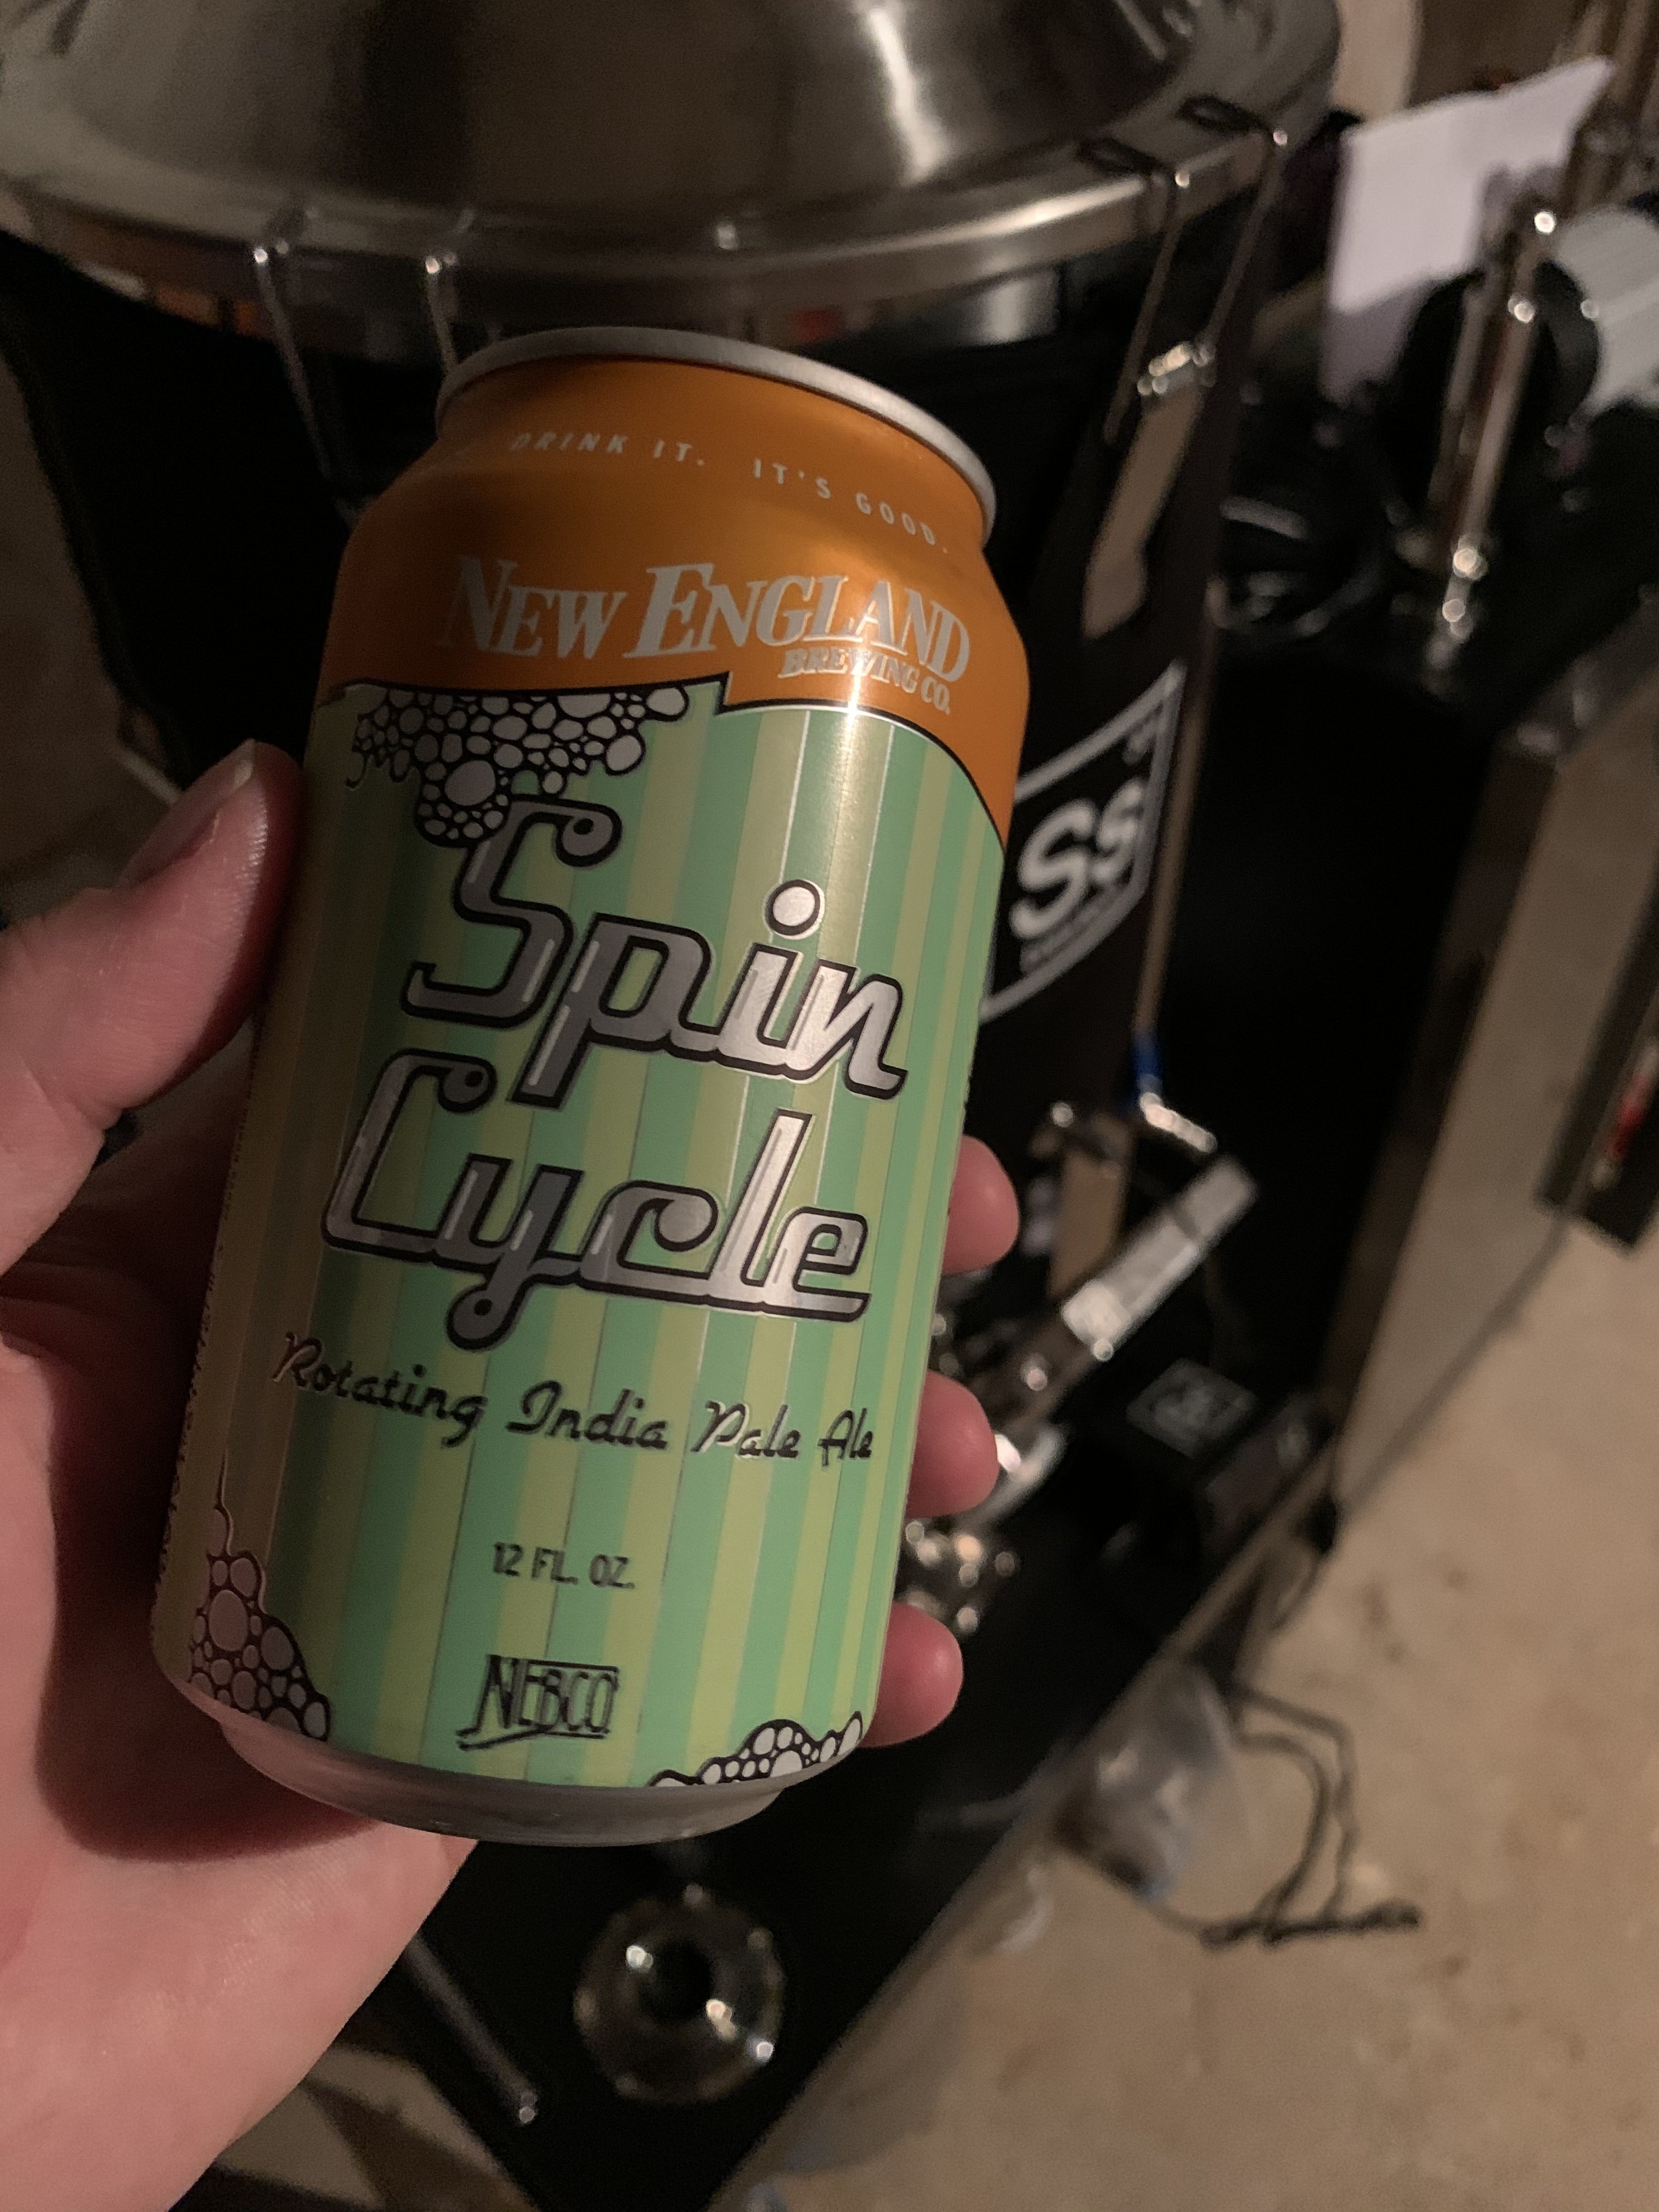 DRINK IT. IT'S GOOD.
NEW ENGLAND
BREWING CO.
Spin
Cycle
Rotating India Pale Ale
12 FL. OZ.
NEBCO
SS